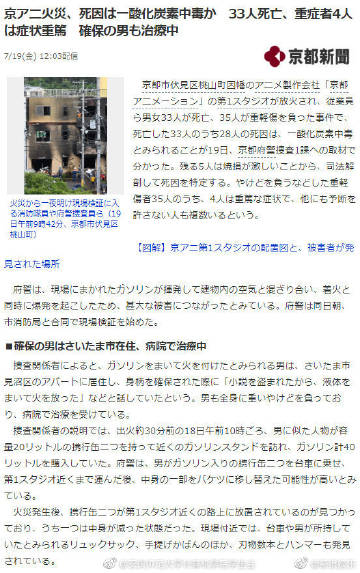 京アニ火災、死因は一酸化炭素中毒か　33人死亡、重症者4人
は症状重篤　確保の男も治療中
7/19(金) 12:03配信
京都新聞
京都市伏見区桃山町因幡のアニメ製作会社「京都
アニメーション」の第1スタジオが放火され、従業員
ら男女33人が死亡、35人が重軽傷を負った事件で、
死亡した33人のうち28人の死因は、一酸化炭素中毒
とみられることが19日、京都府警捜査1課への取材で
分かった。残る5人は焼損が激しいことから、司法解
剖して死因を特定する。やけどを負うなどした重軽
傷者35人のうち、4人は重篤な症状で、他にも予断を
許さない人も複数いるという。
火災から一夜明け現場検証に入
る消防隊員や府警捜査員ら（19
日午前9時42分、京都市伏見区
桃山町）
【図解】京アニ第1スタジオの配置図と、被害者が発
見された場所
府警は、現場にまかれたガソリンが揮発して建物内の空気と混ざり合い、着火と
同時に爆発を起こしたため、甚大な被害につながったとみている。府警は同日朝、
市消防局と合同で現場検証を始めた。
■確保の男はさいたま市在住、病院で治療中
捜査関係者によると、ガソリンをまいて火を付けたとみられる男は、さいたま市
見沼区のアパートに居住し、身柄を確保された際に「小説を盗まれたから、液体を
まいて火を放った」などと話していたという。男も全身に重いやけどを負ってお
り、病院で治療を受けている。
捜査関係者の説明では、出火約30分前の18日午前10時ごろ、男に似た人物が容
量20リットルの携行缶二つを持って近くのガソリンスタンドを訪れ、ガソリン計40
リットルを購入していた。府警は、男がガソリン入りの携行缶二つを台車に乗せ、
第1スタジオ近くまで運んだ後、中身の一部をバケツに移し替えた可能性が高いとみ
ている。
火災発生後、携行缶二つが第1スタジオ近くの路上に放置されているのが見つかっ
ており、うち一つは中身が減った状態だった。現場付近では、台車や男が所持して
いたとみられるリュックサック、手提げかばんのほか、刃物数本とハンマーも発見
されている。